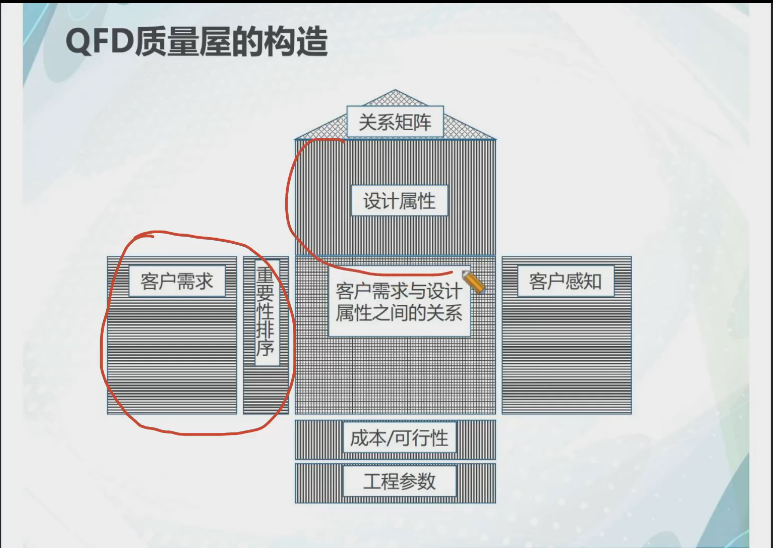 QFD质量屋的构造
关系矩阵
设计属性
客户需求
重要性排序
客户需求与设计
属性之间的关系
客户感知
成本/可行性
工程参数